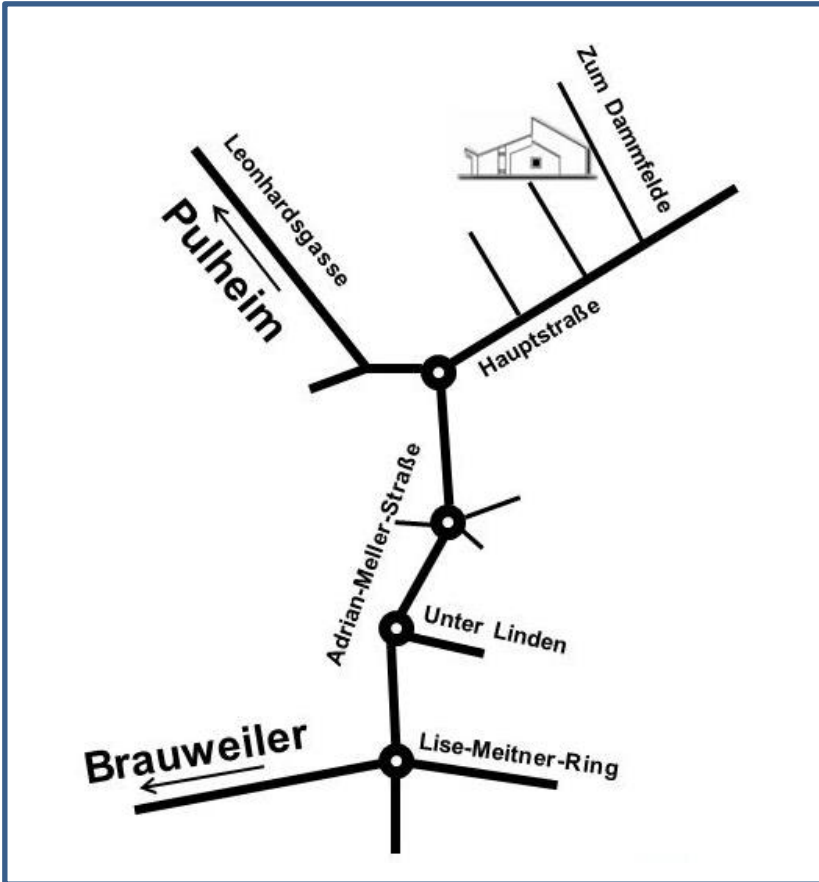 Zum Dammfelde
Leonhardsgasse
Pulheim
Hauptstraße
Adrian-Meller-Straße
Unter Linden
Brauweiler
Lise-Meitner-Ring